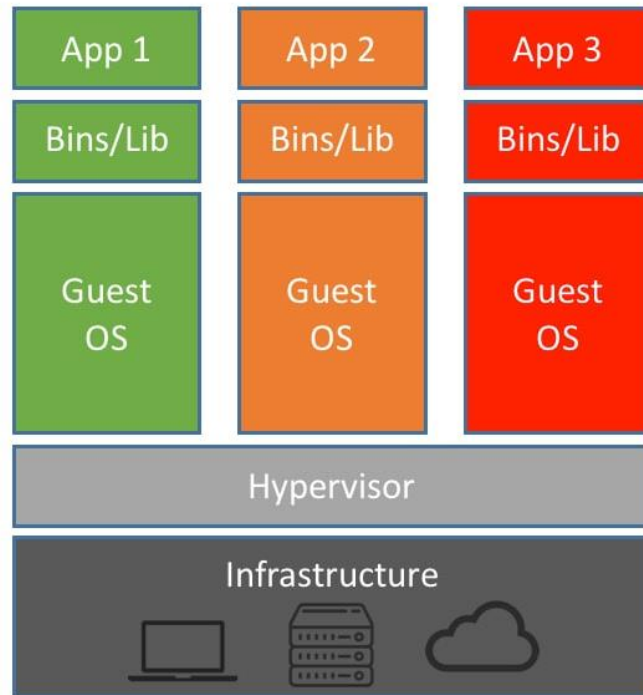 App 1
App 2
App 3
Bins/Lib
Bins/Lib
Bins/Lib
Guest
OS
Guest
OS
Guest
OS
Hypervisor
Infrastructure